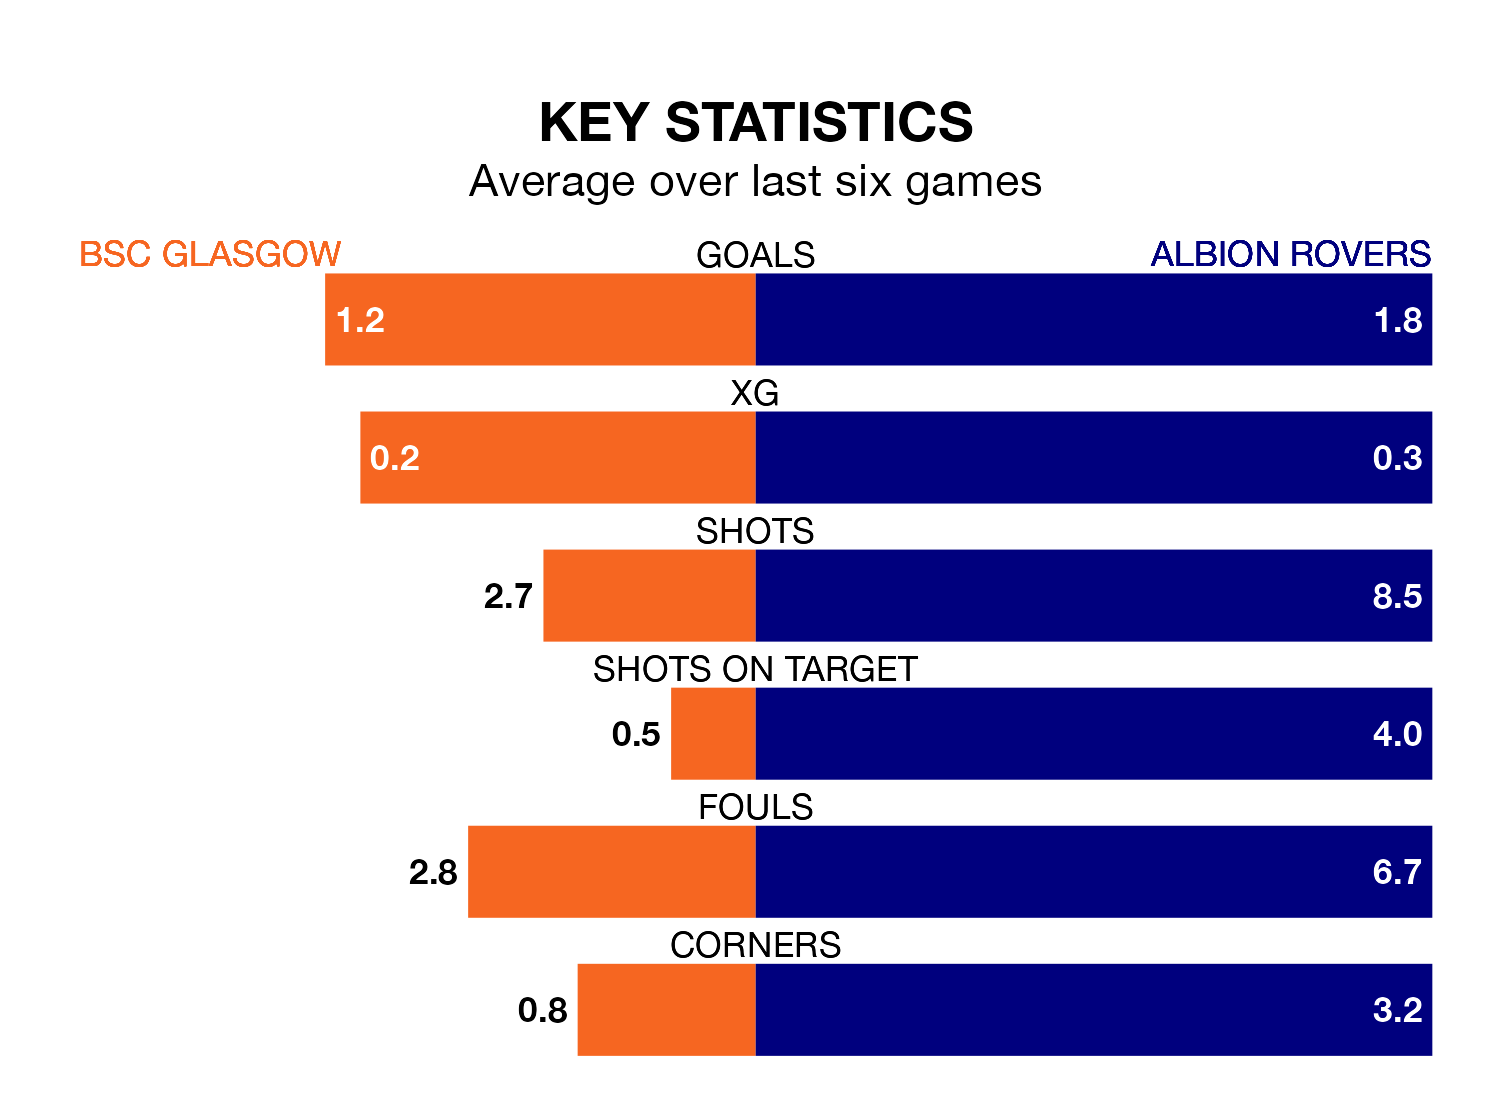 KEY STATISTICS
Average over last six games
BSC GLASGOW GOALS ALBION ROVERS
1.2 1.8
XG
0.2 0.3
SHOTS
2.7 8.5
SHOTS ON TARGET
0.5 4.0
FOULS
2.8 6.7
CORNERS
0.8 3.2